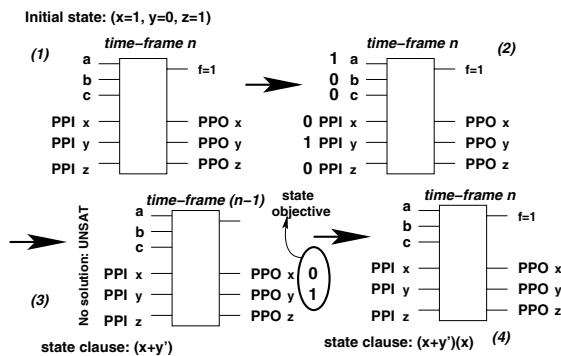 Initial state: (x=1, y=0, z=1)
(1)
time-frame n
a
b
c
f=1
PPI x
PPI y
PPI z
PPO x
PPO y
PPO z
time-frame n
(2)
1 a
0 b
0 c
f=1
0 PPI x
1 PPI y
0 PPI z
PPO x
PPO y
PPO z
time-frame (n-1)
state
objective
No solution: UNSAT
a
b
c
PPI x
PPI y
PPI z
PPO x 0
PPO y 1
PPO z
(3)
state clause: (x+y')
time-frame n
a
b
c
f=1
PPI x
PPI y
PPI z
PPO x
PPO y
PPO z
state clause: (x+y')(x)
(4)